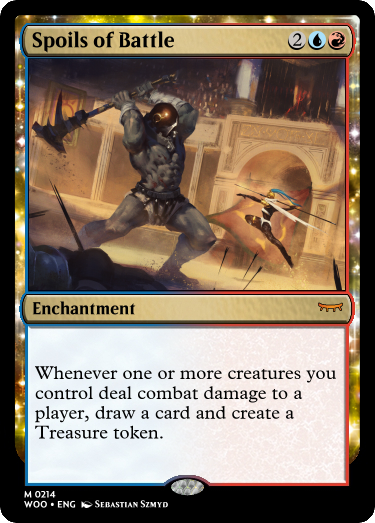 Spoils of Battle 2
Enchantment
Whenever one or more creatures you
control deal combat damage to a
player, draw a card and create a
Treasure token.
M 0214
WOO • ENG Sebastian Szmyd